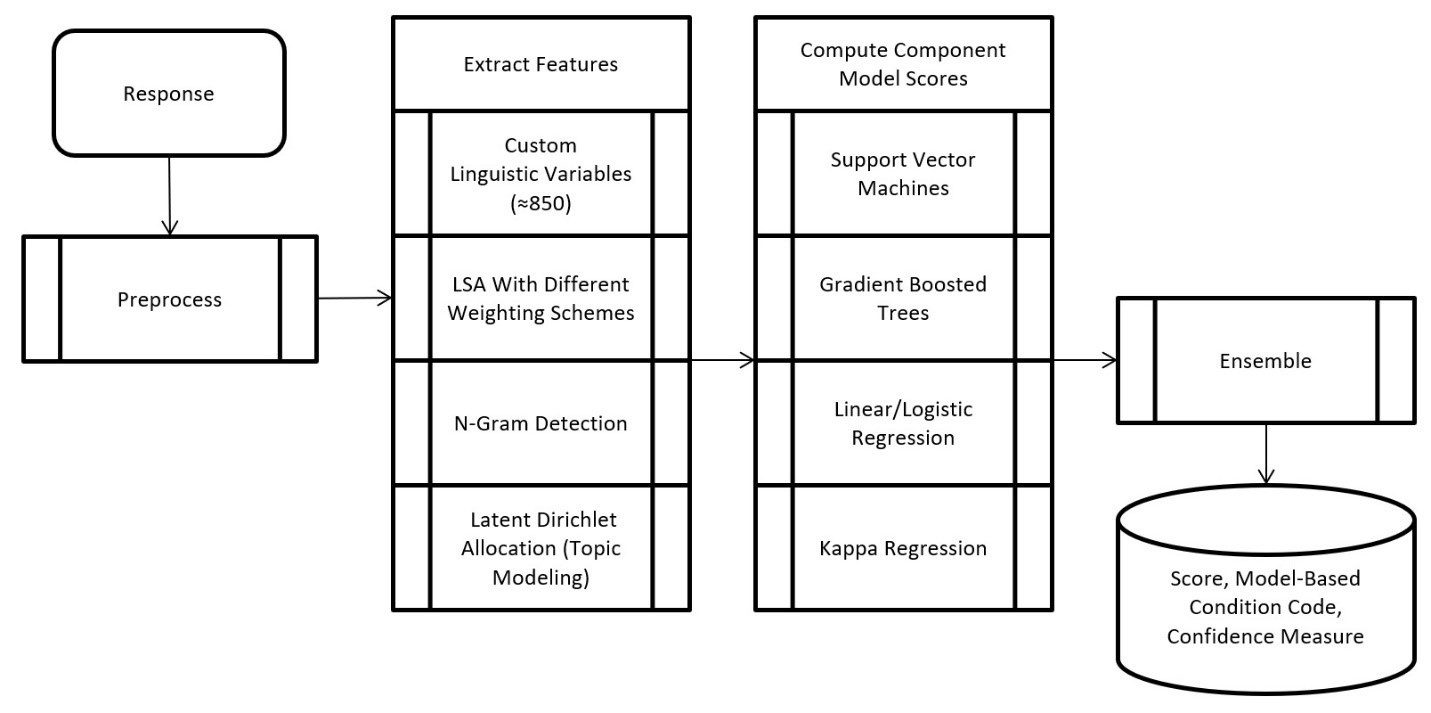 Response
Preprocess
Extract Features
Custom
Linguistic Variables
(≈850)
LSA With Different
Weighting Schemes
N-Gram Detection
Latent Dirichlet
Allocation (Topic
Modeling)
Compute Component
Model Scores
Support Vector
Machines
Gradient Boosted
Trees
Linear/Logistic
Regression
Kappa Regression
Ensemble
Score, Model-Based
Condition Code,
Confidence Measure